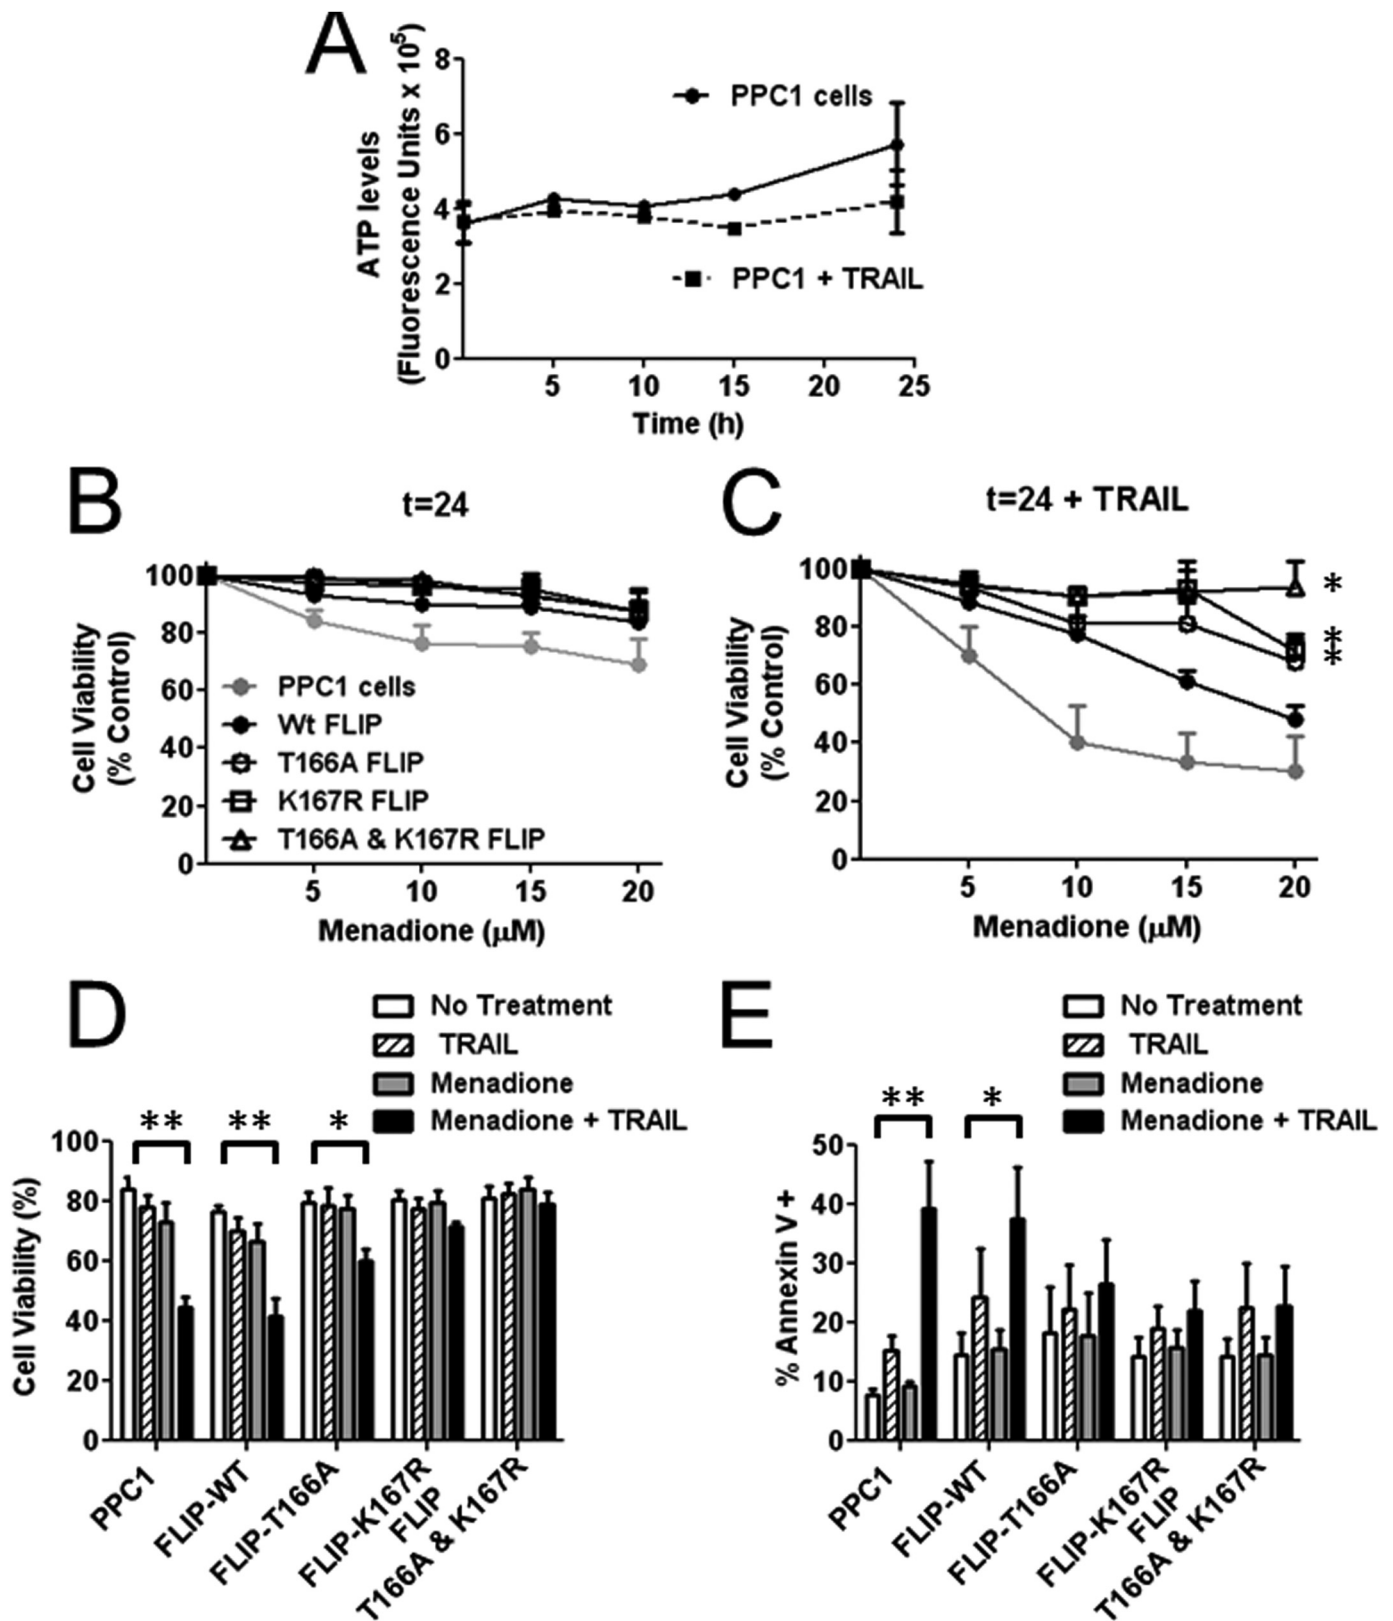 A
ATP levels
(Fluorescence Units x 10⁵)
8
6
4
2
0
PPC1 cells
PPC1 + TRAIL
5 10 15 20 25
Time (h)
B
t=24
Cell Viability
(% Control)
100
80
60
40
20
0
PPC1 cells
Wt FLIP
T166A FLIP
K167R FLIP
T166A & K167R FLIP
5 10 15 20
Menadione (µM)
C
t=24 + TRAIL
Cell Viability
(% Control)
100
80
60
40
20
0
*
*
*
5 10 15 20
Menadione (µM)
D
No Treatment
TRAIL
Menadione
Menadione + TRAIL
** ** *
Cell Viability (%)
100
80
60
40
20
0
PPC1
FLIP-WT
FLIP-T166A
FLIP-K167R
FLIP
T166A & K167R
E
No Treatment
TRAIL
Menadione
Menadione + TRAIL
** *
% Annexin V +
50
40
30
20
10
0
PPC1
FLIP-WT
FLIP-T166A
FLIP-K167R
FLIP
T166A & K167R